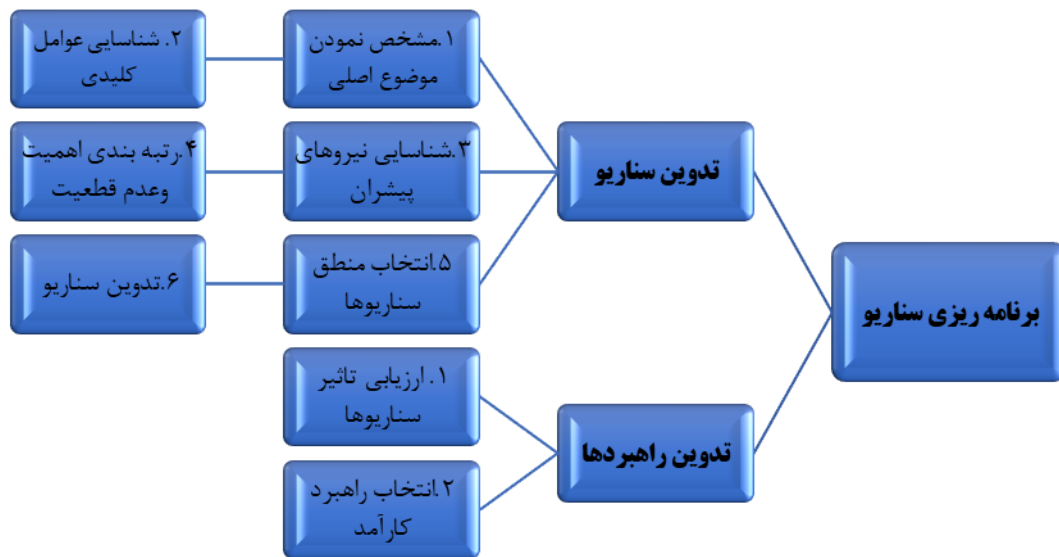 برنامه ریزی سناریو
تدوین سناریو
۱.مشخص نمودن
موضوع اصلی
۲. شناسایی عوامل
کلیدی
۳.شناسایی نیروهای
پیشران
۴.رتبه بندی اهمیت
وعدم قطعیت
۵.انتخاب منطق
سناریوها
۶.تدوین سناریو
تدوین راهبردها
۱. ارزیابی تاثیر
سناریوها
۲.انتخاب راهبرد
کارآمد